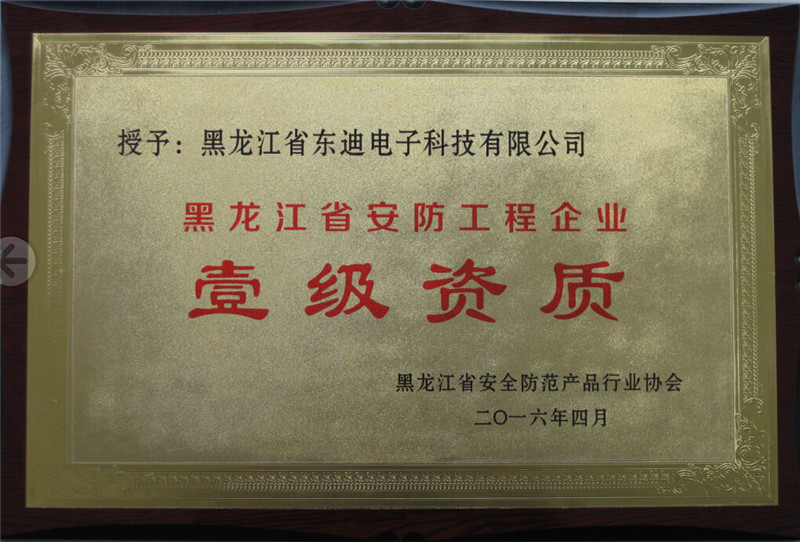 授予：黑龙江省东迪电子科技有限公司
黑龙江省安防工程企业
壹级资质
黑龙江省安全防范产品行业协会
二〇一六年四月